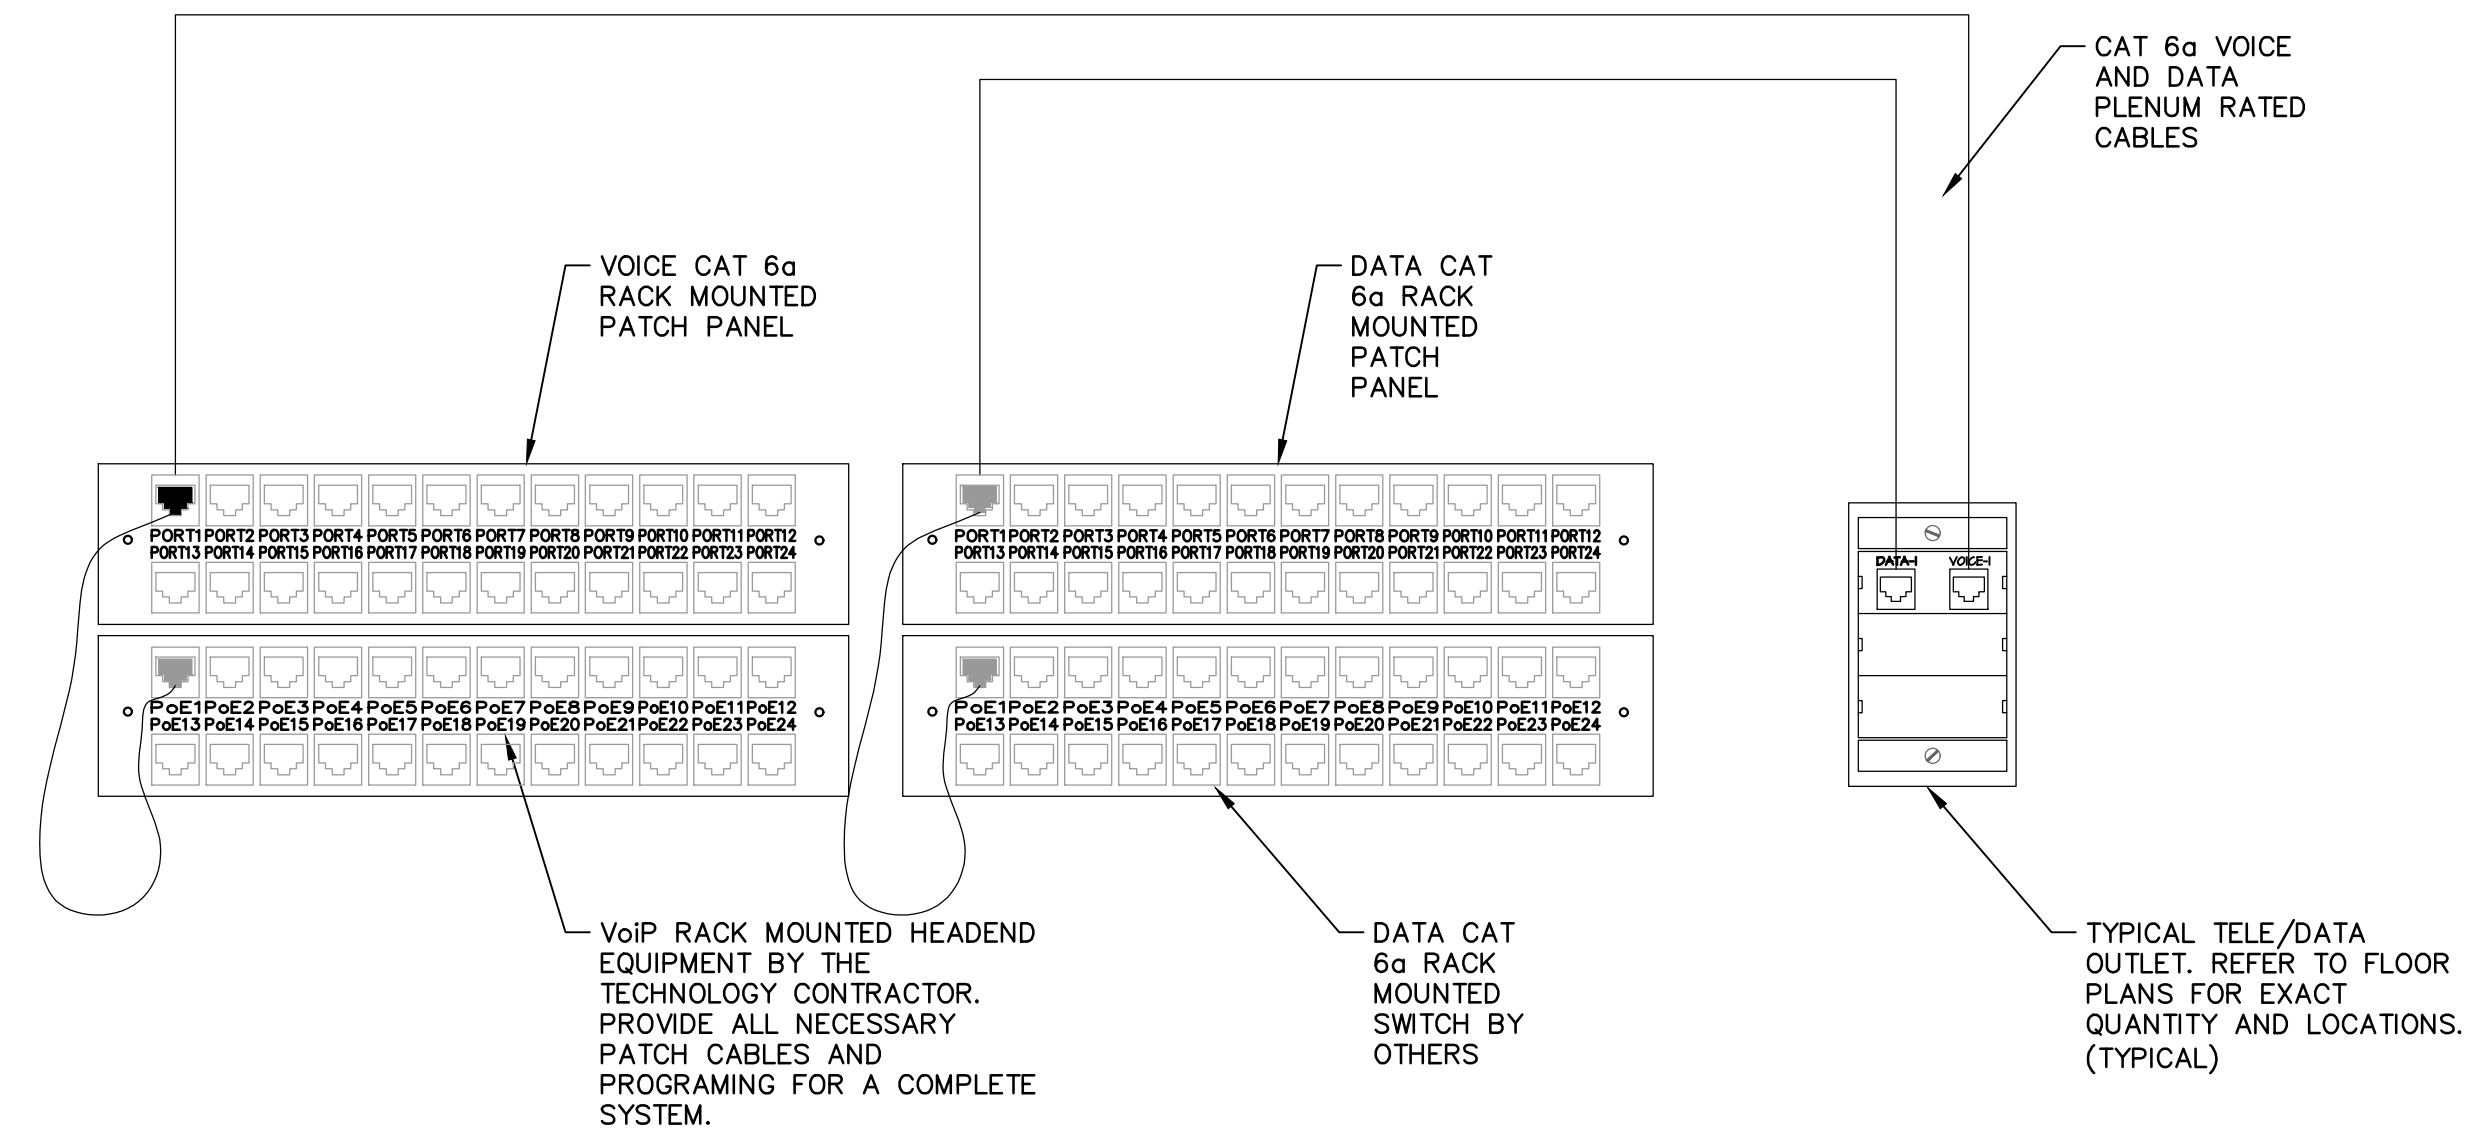 CAT 6a VOICE
AND DATA
PLENUM RATED
CABLES
VOICE CAT 6a
RACK MOUNTED
PATCH PANEL
DATA CAT
6a RACK
MOUNTED
PATCH
PANEL
PORT1 PORT2 PORT3 PORT4 PORT5 PORT6 PORT7 PORT8 PORT9 PORT10 PORT11 PORT12
PORT13 PORT14 PORT15 PORT16 PORT17 PORT18 PORT19 PORT20 PORT21 PORT22 PORT23 PORT24
PORT1 PORT2 PORT3 PORT4 PORT5 PORT6 PORT7 PORT8 PORT9 PORT10 PORT11 PORT12
PORT13 PORT14 PORT15 PORT16 PORT17 PORT18 PORT19 PORT20 PORT21 PORT22 PORT23 PORT24
DATA-1 VOICE-1
PoE1 PoE2 PoE3 PoE4 PoE5 PoE6 PoE7 PoE8 PoE9 PoE10 PoE11 PoE12
PoE13 PoE14 PoE15 PoE16 PoE17 PoE18 PoE19 PoE20 PoE21 PoE22 PoE23 PoE24
PoE1 PoE2 PoE3 PoE4 PoE5 PoE6 PoE7 PoE8 PoE9 PoE10 PoE11 PoE12
PoE13 PoE14 PoE15 PoE16 PoE17 PoE18 PoE19 PoE20 PoE21 PoE22 PoE23 PoE24
VoiP RACK MOUNTED HEADEND
EQUIPMENT BY THE
TECHNOLOGY CONTRACTOR.
PROVIDE ALL NECESSARY
PATCH CABLES AND
PROGRAMING FOR A COMPLETE
SYSTEM.
DATA CAT
6a RACK
MOUNTED
SWITCH BY
OTHERS
TYPICAL TELE/DATA
OUTLET. REFER TO FLOOR
PLANS FOR EXACT
QUANTITY AND LOCATIONS.
(TYPICAL)